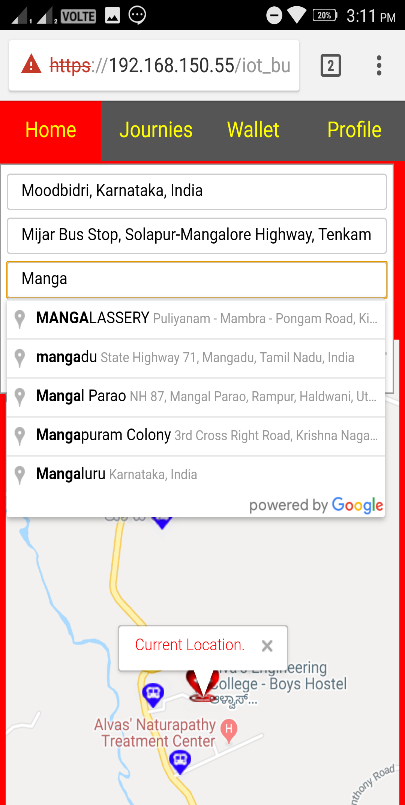 VOLTE 20% 3:11 PM
https://192.168.150.55/iot_bu 2
Home Journies Wallet Profile
Moodbidri, Karnataka, India
Mijar Bus Stop, Solapur-Mangalore Highway, Tenkam
Manga
MANGALASSERY Puliyanam - Mambra - Pongam Road, Ki...
mangadu State Highway 71, Mangadu, Tamil Nadu, India
Mangal Parao NH 87, Mangal Parao, Rampur, Haldwani, Ut...
Mangapuram Colony 3rd Cross Right Road, Krishna Naga...
Mangaluru Karnataka, India
powered by Google
Current Location. ×
Engineering
College - Boys Hostel
ಆಳ್ವಾಸ್...
Alvas' Naturapathy
Treatment Center H
nthony Road